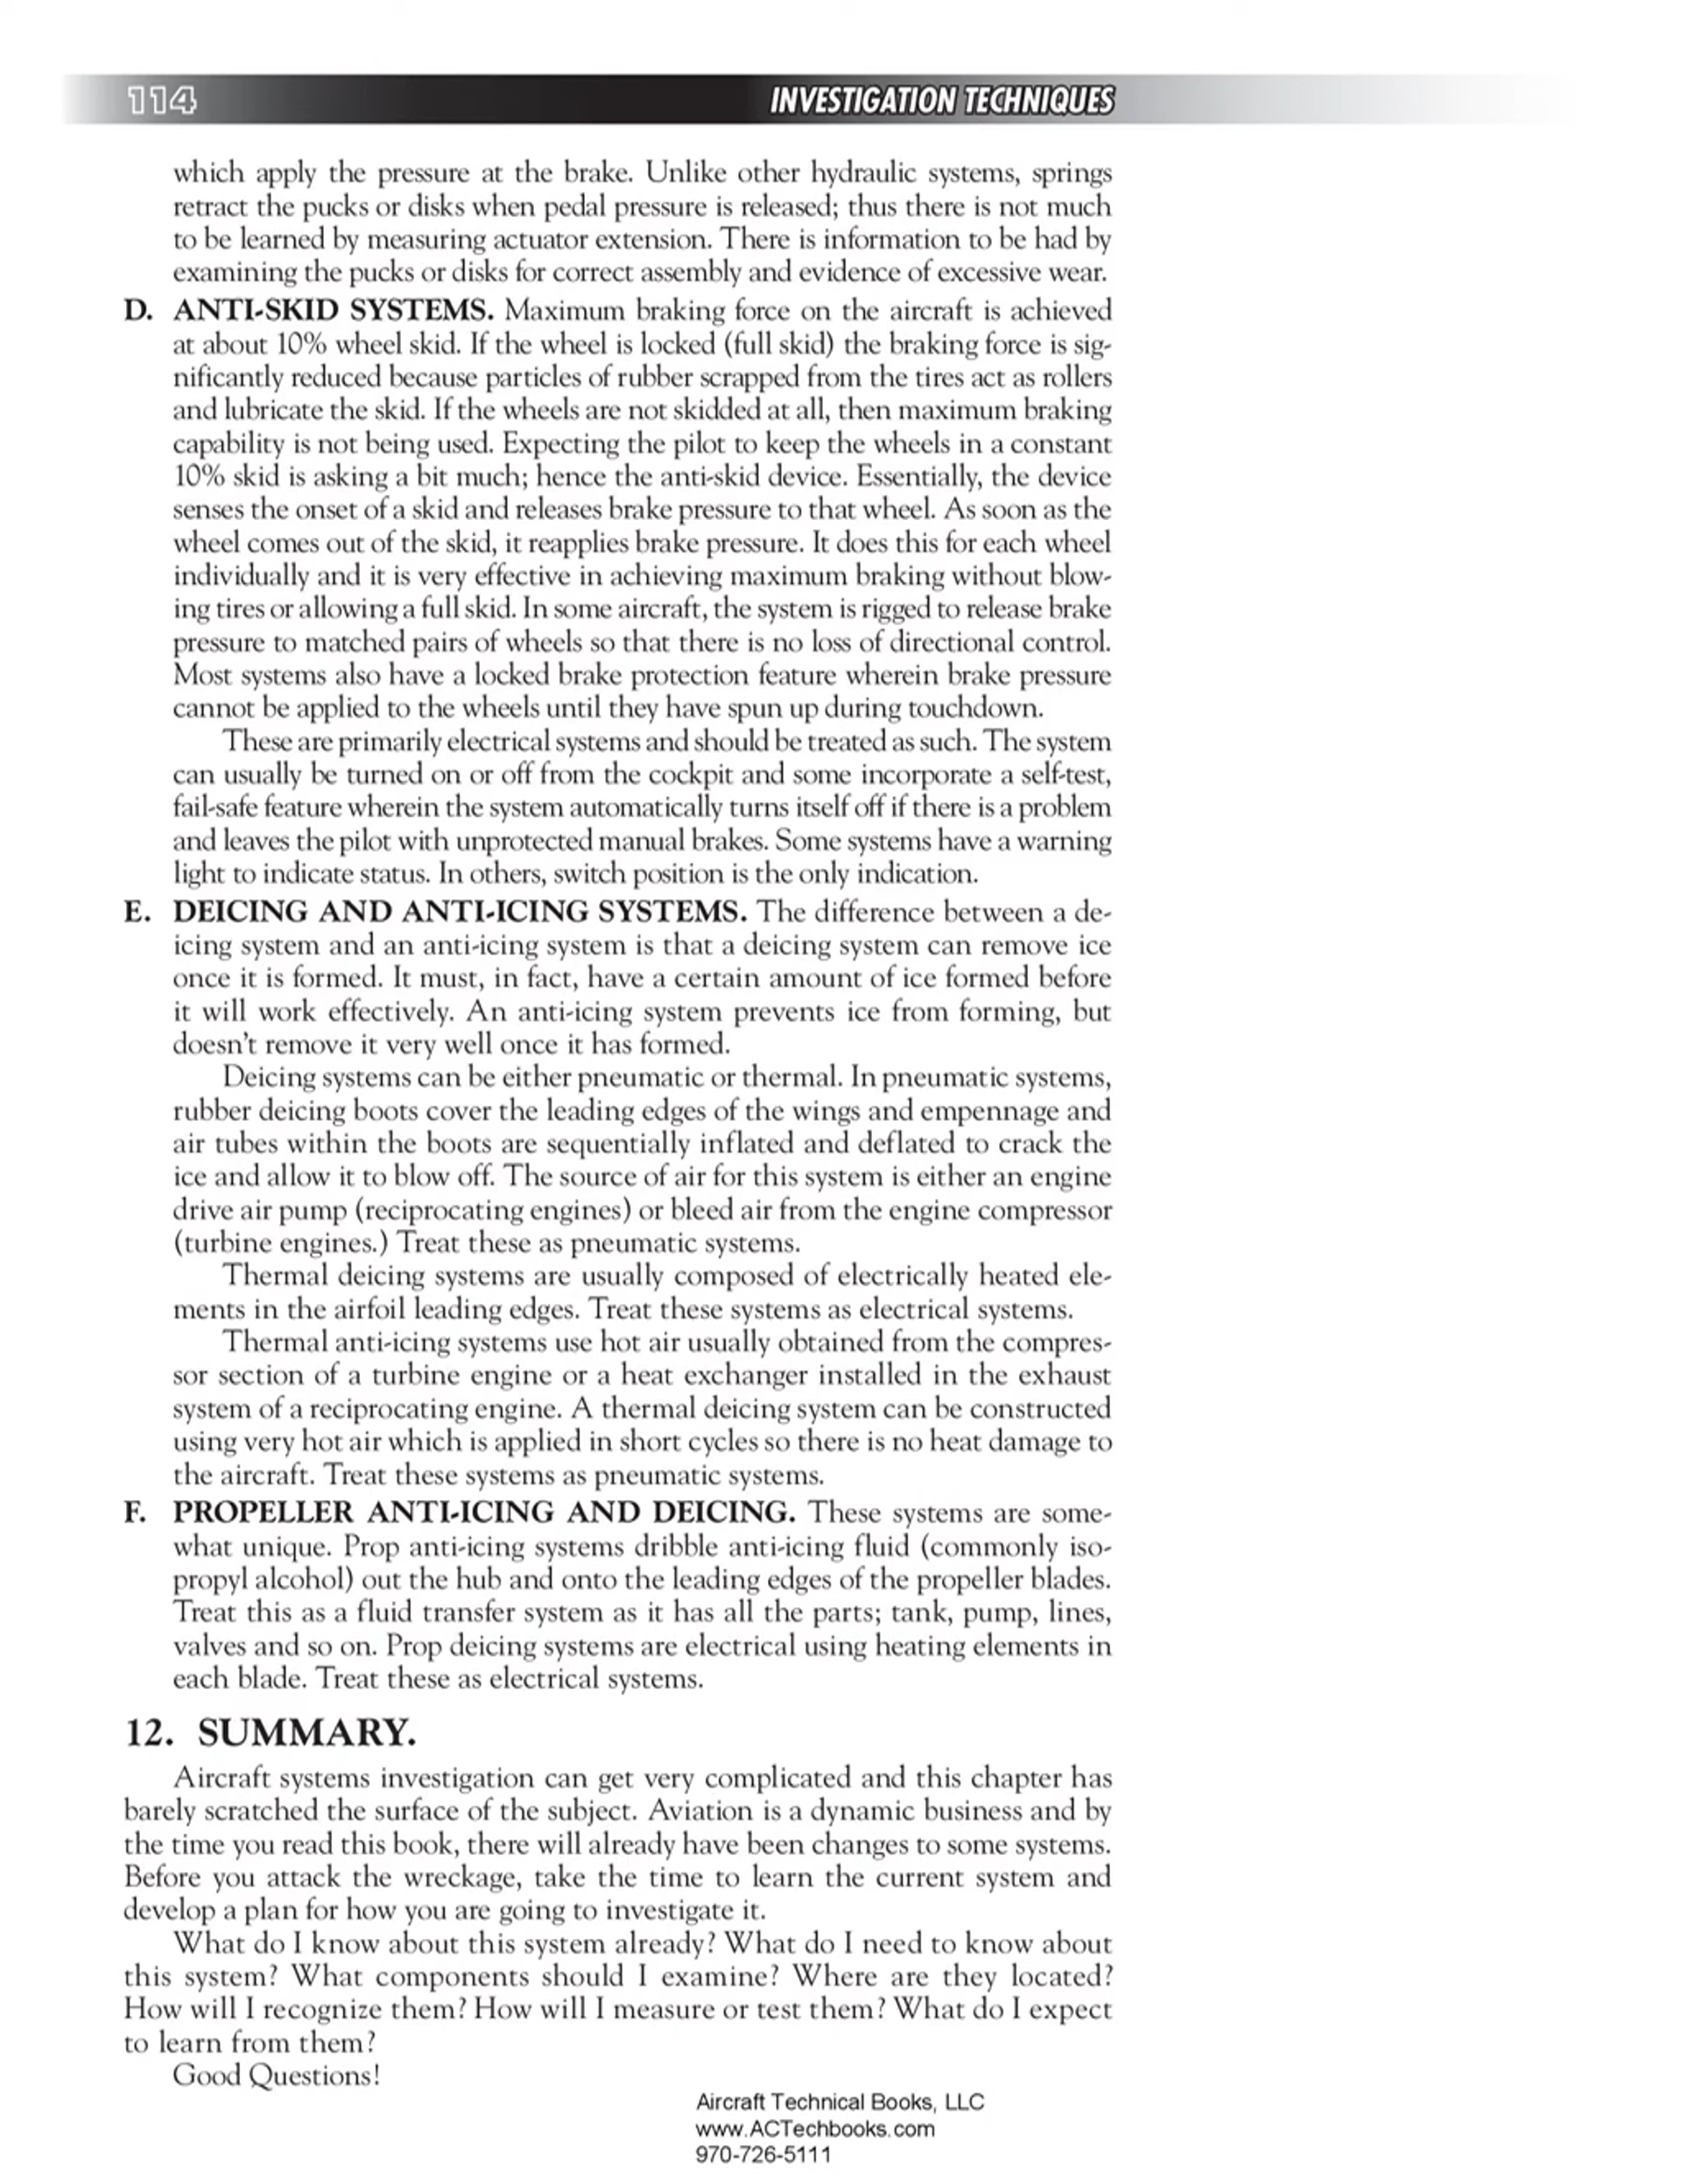 114
INVESTIGATION TECHNIQUES
which apply the pressure at the brake. Unlike other hydraulic systems, springs
retract the pucks or disks when pedal pressure is released; thus there is not much
to be learned by measuring actuator extension. There is information to be had by
examining the pucks or disks for correct assembly and evidence of excessive wear.
D. ANTI-SKID SYSTEMS. Maximum braking force on the aircraft is achieved
at about 10% wheel skid. If the wheel is locked (full skid) the braking force is sig-
nificantly reduced because particles of rubber scrapped from the tires act as rollers
and lubricate the skid. If the wheels are not skidded at all, then maximum braking
capability is not being used. Expecting the pilot to keep the wheels in a constant
10% skid is asking a bit much; hence the anti-skid device. Essentially, the device
senses the onset of a skid and releases brake pressure to that wheel. As soon as the
wheel comes out of the skid, it reapplies brake pressure. It does this for each wheel
individually and it is very effective in achieving maximum braking without blow-
ing tires or allowing a full skid. In some aircraft, the system is rigged to release brake
pressure to matched pairs of wheels so that there is no loss of directional control.
Most systems also have a locked brake protection feature wherein brake pressure
cannot be applied to the wheels until they have spun up during touchdown.
These are primarily electrical systems and should be treated as such. The system
can usually be turned on or off from the cockpit and some incorporate a self-test,
fail-safe feature wherein the system automatically turns itself off if there is a problem
and leaves the pilot with unprotected manual brakes. Some systems have a warning
light to indicate status. In others, switch position is the only indication.
E. DEICING AND ANTI-ICING SYSTEMS. The difference between a de-
icing system and an anti-icing system is that a deicing system can remove ice
once it is formed. It must, in fact, have a certain amount of ice formed before
it will work effectively. An anti-icing system prevents ice from forming, but
doesn't remove it very well once it has formed.
Deicing systems can be either pneumatic or thermal. In pneumatic systems,
rubber deicing boots cover the leading edges of the wings and empennage and
air tubes within the boots are sequentially inflated and deflated to crack the
ice and allow it to blow off. The source of air for this system is either an engine
drive air pump (reciprocating engines) or bleed air from the engine compressor
(turbine engines.) Treat these as pneumatic systems.
Thermal deicing systems are usually composed of electrically heated ele-
ments in the airfoil leading edges. Treat these systems as electrical systems.
Thermal anti-icing systems use hot air usually obtained from the compres-
sor section of a turbine engine or a heat exchanger installed in the exhaust
system of a reciprocating engine. A thermal deicing system can be constructed
using very hot air which is applied in short cycles so there is no heat damage to
the aircraft. Treat these systems as pneumatic systems.
F. PROPELLER ANTI-ICING AND DEICING. These systems are some-
what unique. Prop anti-icing systems dribble anti-icing fluid (commonly iso-
propyl alcohol) out the hub and onto the leading edges of the propeller blades.
Treat this as a fluid transfer system as it has all the parts; tank, pump, lines,
valves and so on. Prop deicing systems are electrical using heating elements in
each blade. Treat these as electrical systems.
12. SUMMARY.
Aircraft systems investigation can get very complicated and this chapter has
barely scratched the surface of the subject. Aviation is a dynamic business and by
the time you read this book, there will already have been changes to some systems.
Before you attack the wreckage, take the time to learn the current system and
develop a plan for how you are going to investigate it.
What do I know about this system already? What do I need to know about
this system? What components should I examine? Where are they located?
How will I recognize them? How will I measure or test them? What do I expect
to learn from them?
Good Questions!
Aircraft Technical Books, LLC
www.ACTechbooks.com
970-726-5111